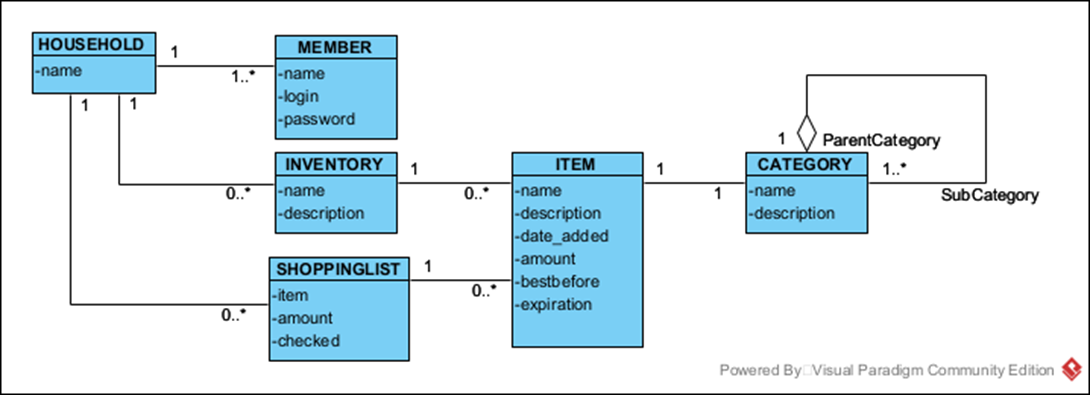 HOUSEHOLD
-name
1
1..*
1
1
MEMBER
-name
-login
-password
INVENTORY
-name
-description
0..*
1
0..*
SHOPPINGLIST
-item
-amount
-checked
0..*
1
0..*
ITEM
-name
-description
-date_added
-amount
-bestbefore
-expiration
1
1
CATEGORY
-name
-description
1
ParentCategory
1..*
SubCategory
Powered By Visual Paradigm Community Edition